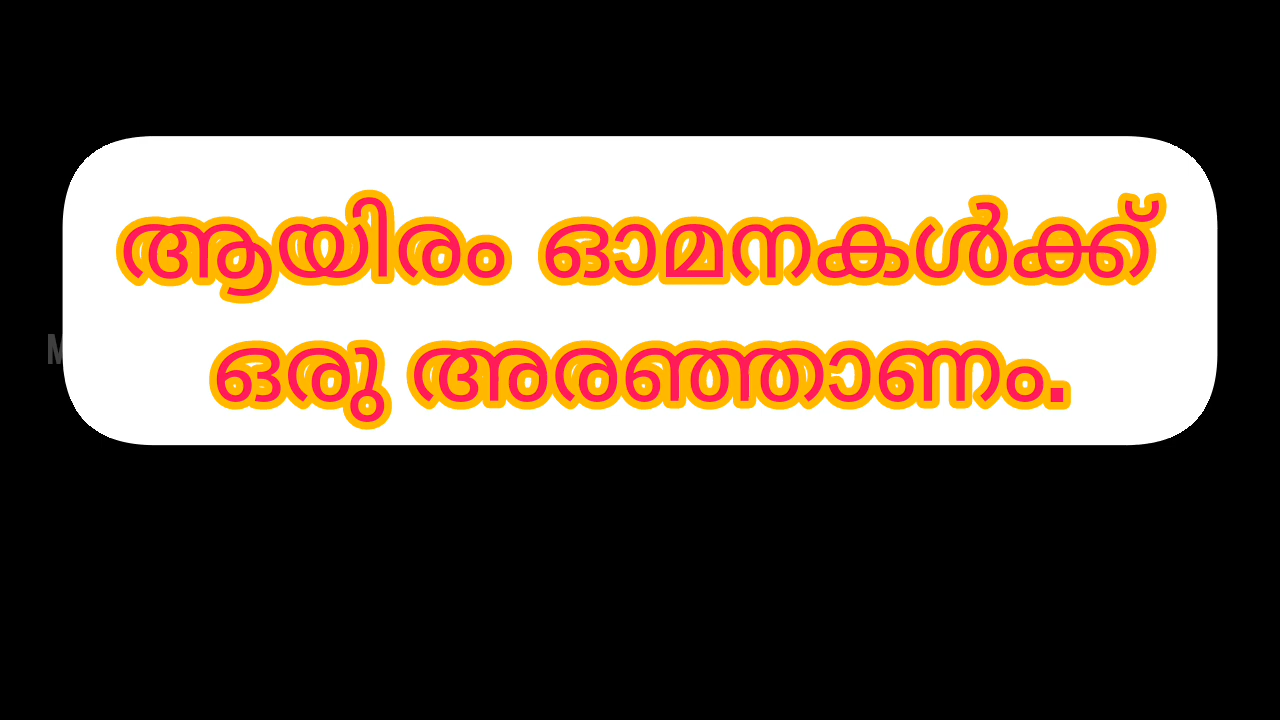 ആയിരം ഓമനകൾക്ക്
ഒരു അരഞ്ഞാണം.